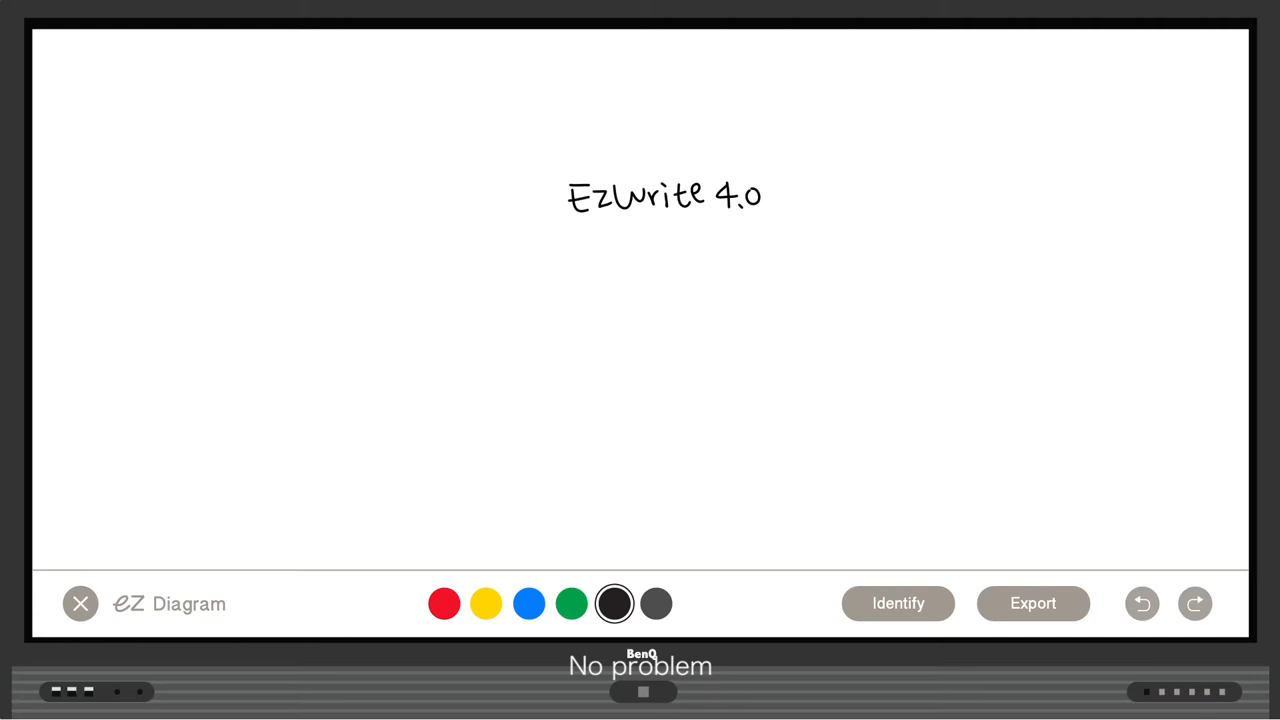 EzWrite 4.0
eZ Diagram
Identify
Export
BenQ
No problem